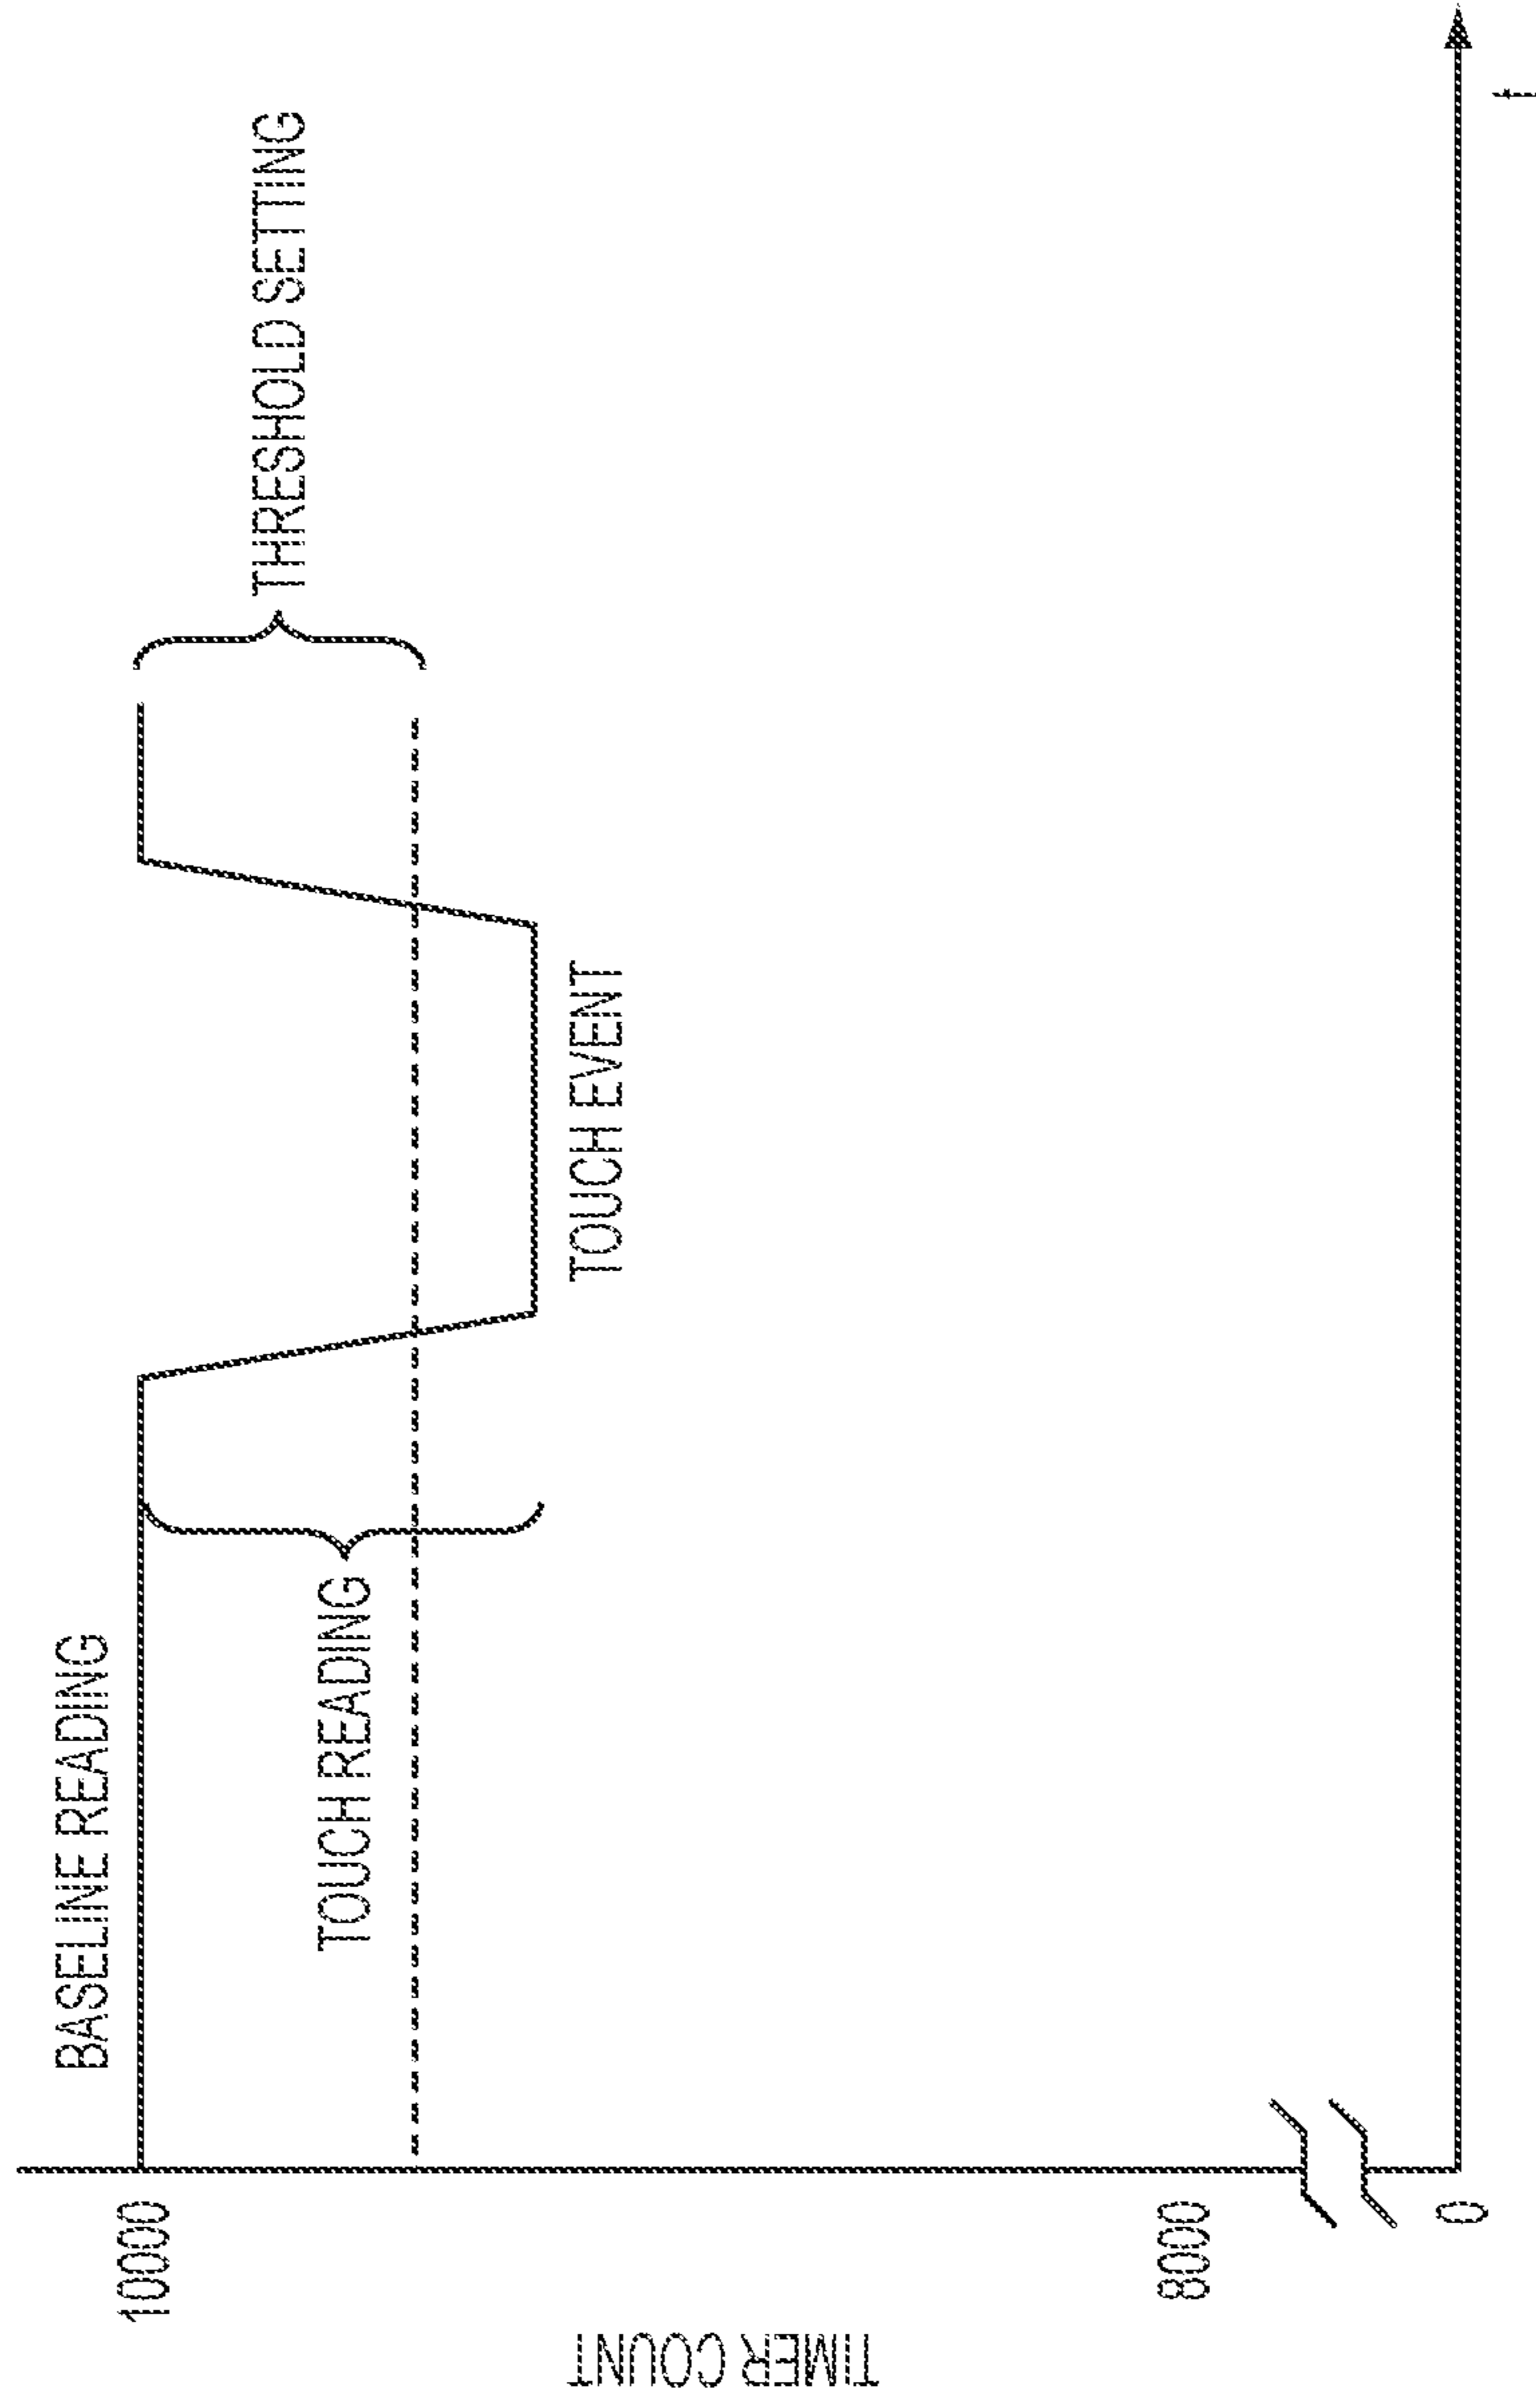 BASELINE READING
10000
THRESHOLD SETTING
TOUCH READING
TOUCH EVENT
TIMER COUNT
8000
0
t